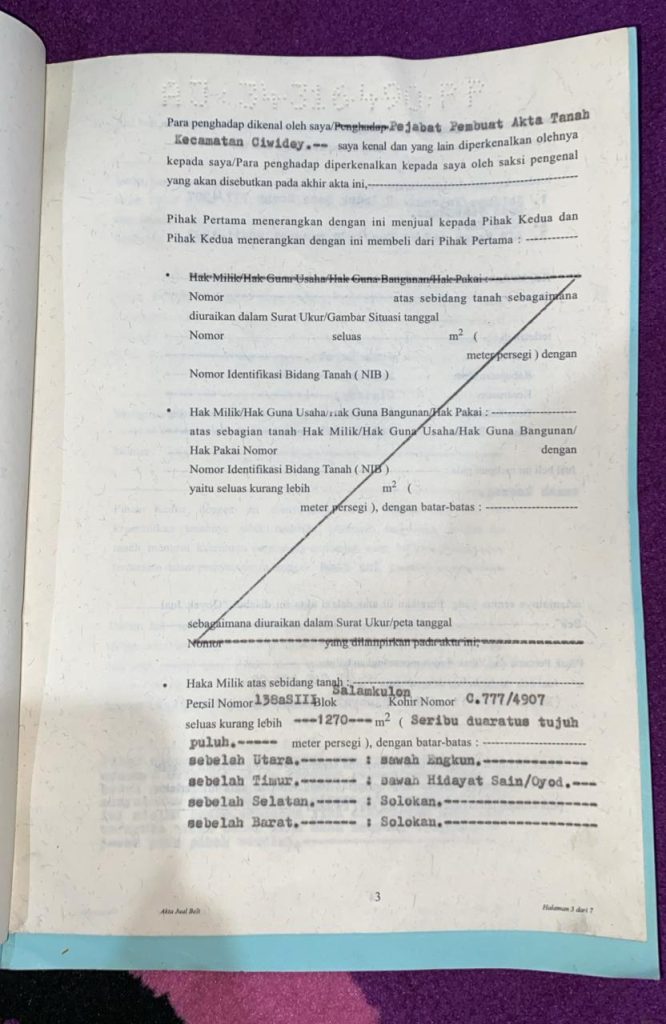 Para penghadap dikenal oleh saya/Penghadap Pejabat Pembuat Akta Tanah
Kecamatan Ciwidey.-- saya kenal dan yang lain diperkenalkan olehnya
kepada saya/Para penghadap diperkenalkan kepada saya oleh saksi pengenal
yang akan disebutkan pada akhir akta ini,
Pihak Pertama menerangkan dengan ini menjual kepada Pihak Kedua dan
Pihak Kedua menerangkan dengan ini membeli dari Pihak Pertama :
• Hak Milik/Hak Guna Usaha/Hak Guna Bangunan/Hak Pakai :
Nomor atas sebidang tanah sebagaimana
diuraikan dalam Surat Ukur/Gambar Situasi tanggal
Nomor seluas m² (
meter persegi ) dengan
Nomor Identifikasi Bidang Tanah ( NIB )
• Hak Milik/Hak Guna Usaha/Hak Guna Bangunan/Hak Pakai :
atas sebagian tanah Hak Milik/Hak Guna Usaha/Hak Guna Bangunan/
Hak Pakai Nomor dengan
Nomor Identifikasi Bidang Tanah ( NIB )
yaitu seluas kurang lebih m² (
meter persegi ), dengan batar-batas :
sebagaimana diuraikan dalam Surat Ukur/peta tanggal
Nomor yang dilampirkan pada akta ini,
• Haka Milik atas sebidang tanah :
Persil Nomor 138aSIII Blok Salamkulon Kohir Nomor C.777/4907
seluas kurang lebih ---1270--- m² ( Seribu duaratus tujuh
puluh.----- meter persegi ), dengan batar-batas :
sebelah Utara.------- : sawah Engkun.
sebelah Timur.------- : sawah Hidayat Sain/Oyod.---
sebelah Selatan.----- : Solokan.
sebelah Barat.------- : Solokan.
3
Akta Jual Beli
Halaman 3 dari 7